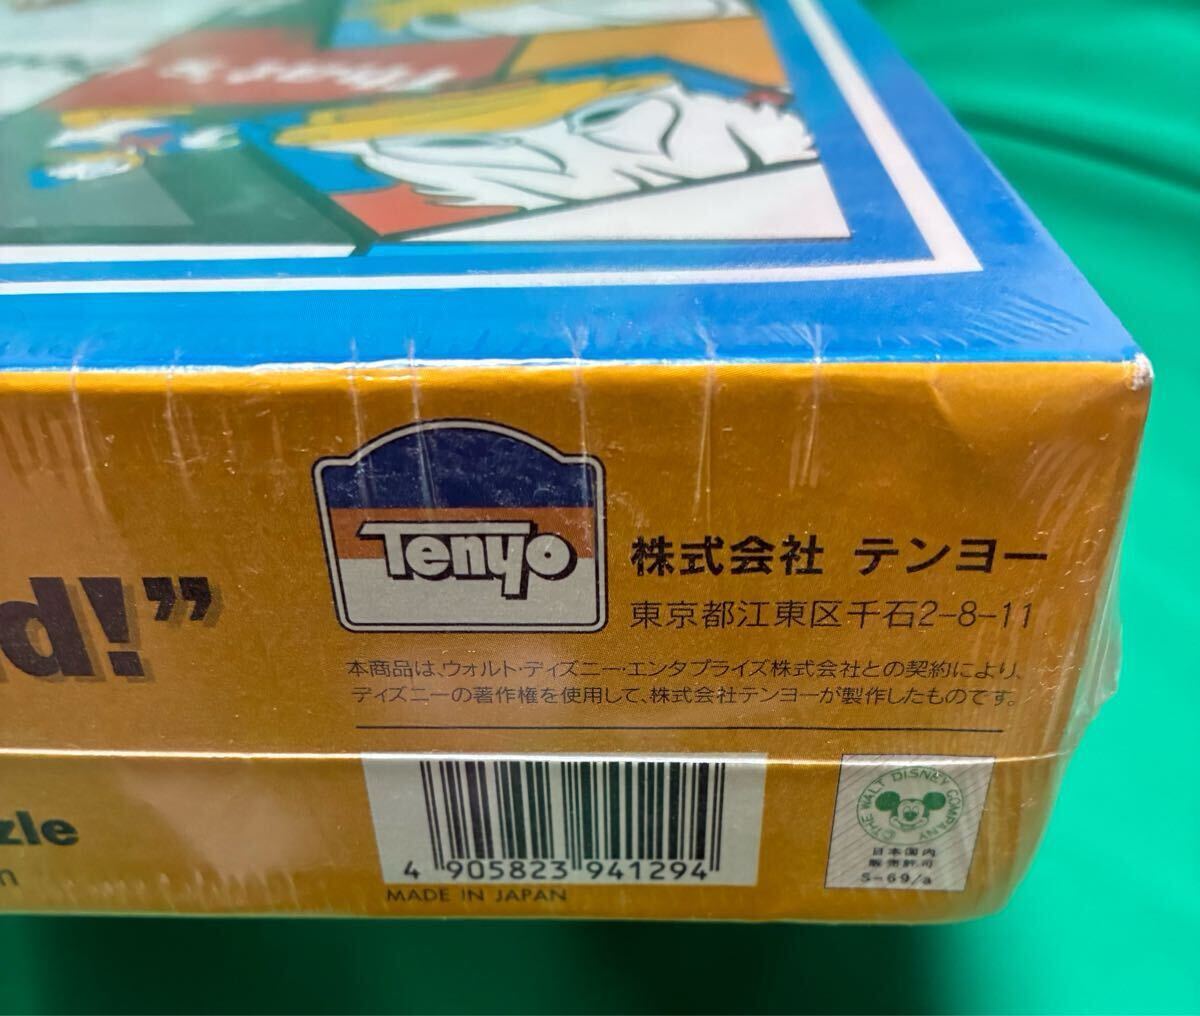 d!”
Tenyo
株式会社 テンヨー
東京都江東区千石2-8-11
本商品は、ウォルト・ディズニー・エンタプライズ株式会社との契約により、
ディズニーの著作権を使用して、株式会社テンヨーが製作したものです。
zle
4 905823 941294
MADE IN JAPAN
©THE WALT DISNEY COMPANY
日本国内
販売許可
S-69/a